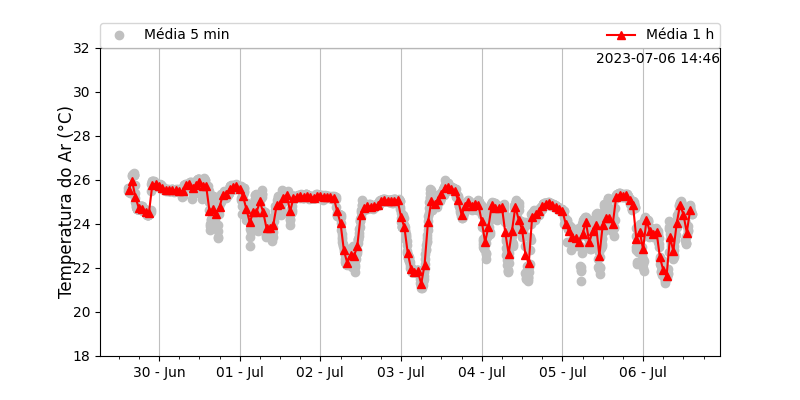 Média 5 min
Média 1 h
2023-07-06 14:46
Temperatura do Ar (°C)
32
30
28
26
24
22
20
18
30 - Jun
01 - Jul
02 - Jul
03 - Jul
04 - Jul
05 - Jul
06 - Jul